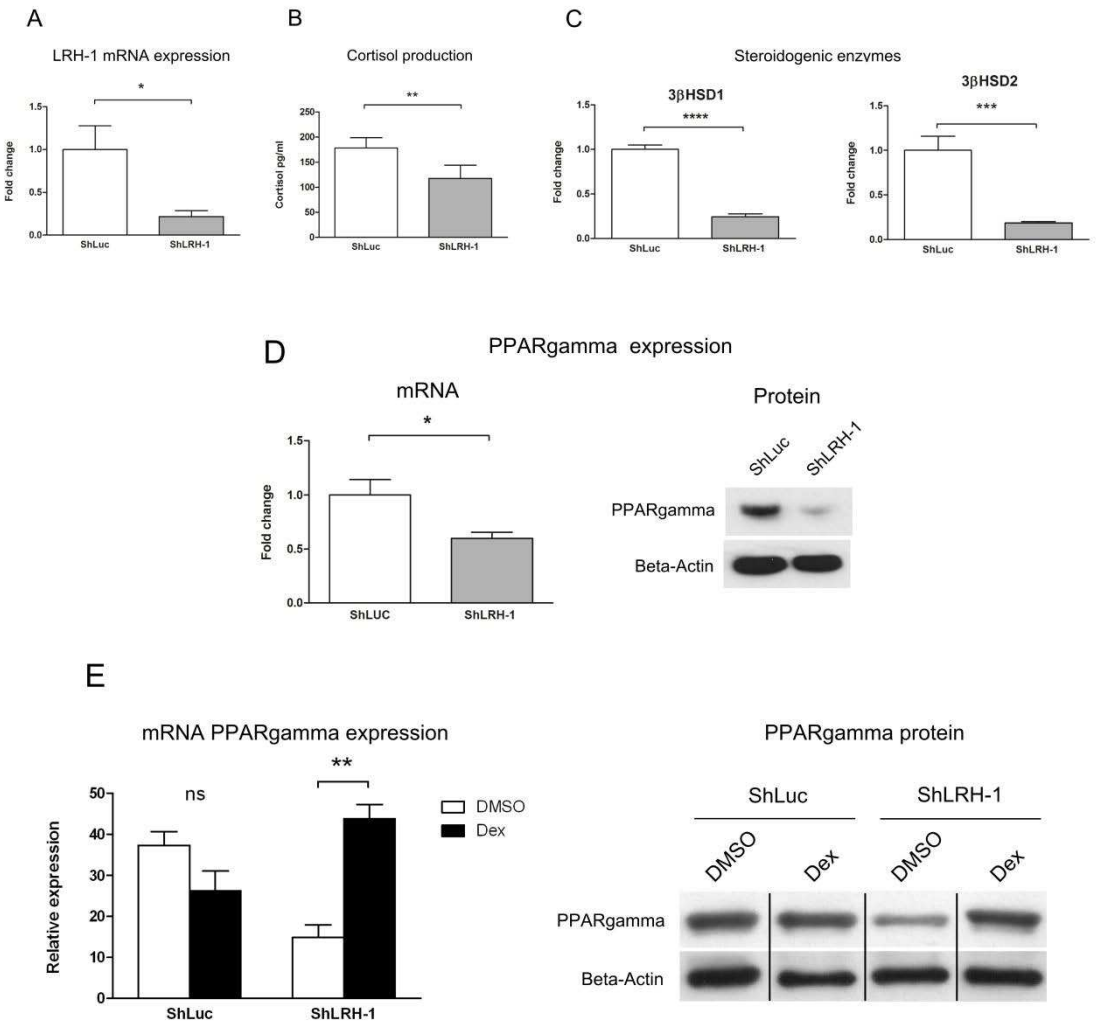 A
LRH-1 mRNA expression
*
1.5
1.0
0.5
0.0
Fold change
ShLuc
ShLRH-1
B
Cortisol production
**
250
200
150
100
50
0
Cortisol pg/ml
ShLuc
ShLRH-1
C
Steroidogenic enzymes
3βHSD1
****
1.5
1.0
0.5
0.0
Fold change
ShLuc
ShLRH-1
3βHSD2
***
1.5
1.0
0.5
0.0
Fold change
ShLuc
ShLRH-1
D
PPARgamma expression
mRNA
*
1.5
1.0
0.5
0.0
Fold change
ShLUC
ShLRH-1
Protein
ShLuc
ShLRH-1
PPARgamma
Beta-Actin
E
mRNA PPARgamma expression
ns
**
50
40
30
20
10
0
Relative expression
ShLuc
ShLRH-1
DMSO
Dex
PPARgamma protein
ShLuc
ShLRH-1
DMSO
Dex
DMSO
Dex
PPARgamma
Beta-Actin